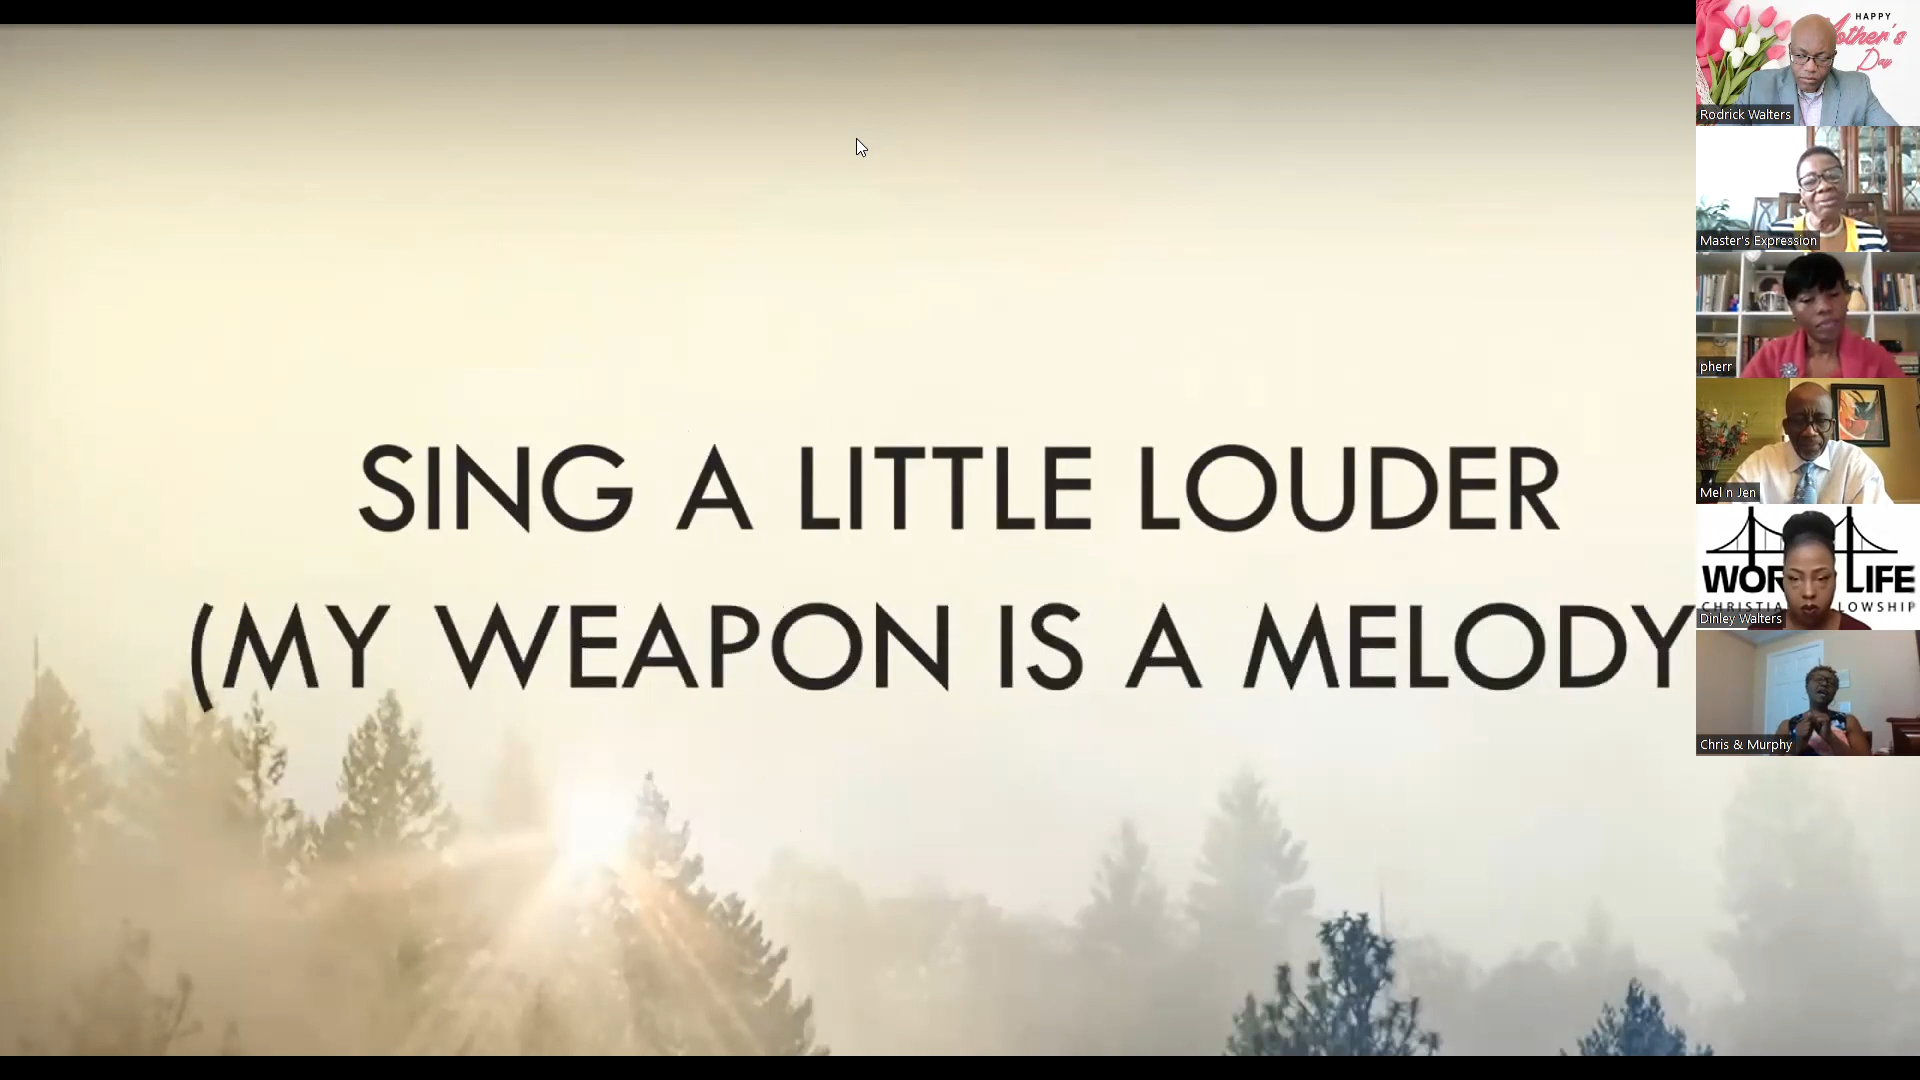 SING A LITTLE LOUDER
(MY WEAPON IS A MELODY
HAPPY
Mother's
Day
Rodrick Walters
Master's Expression
pherr
Mel n Jen
WOR LIFE
CHRISTIA LOWSHIP
Dinley Walters
Chris & Murphy